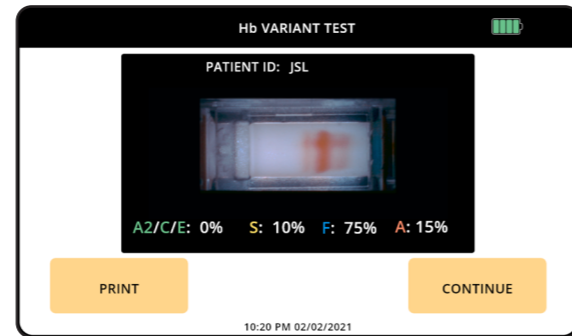 Hb VARIANT TEST
PATIENT ID: JSL
A2/C/E: 0% S: 10% F: 75% A: 15%
PRINT CONTINUE
10:20 PM 02/02/2021